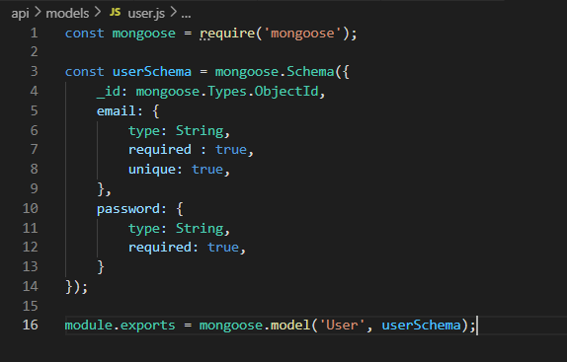 api > models > JS user.js > ...
1 const mongoose = require('mongoose');
2
3 const userSchema = mongoose.Schema({
4     _id: mongoose.Types.ObjectId,
5     email: {
6         type: String,
7         required : true,
8         unique: true,
9     },
10     password: {
11         type: String,
12         required: true,
13     }
14 });
15
16 module.exports = mongoose.model('User', userSchema);